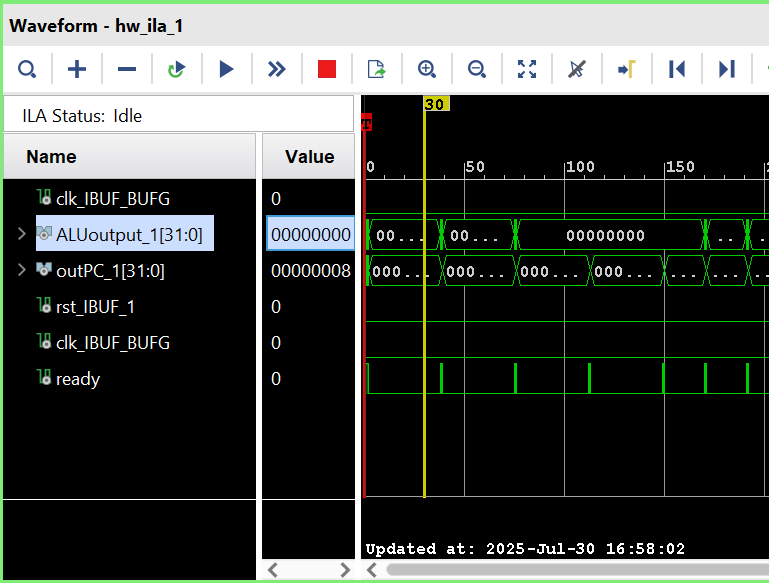 Waveform - hw_ila_1
ILA Status: Idle
Name Value
clk_IBUF_BUFG 0
ALUoutput_1[31:0] 00000000
outPC_1[31:0] 00000008
rst_IBUF_1 0
clk_IBUF_BUFG 0
ready 0
30
T
0 50 100 150
00... 00... 00000000 .. .
000... 000... 000... 000... ... ... ..
Updated at: 2025-Jul-30 16:58:02